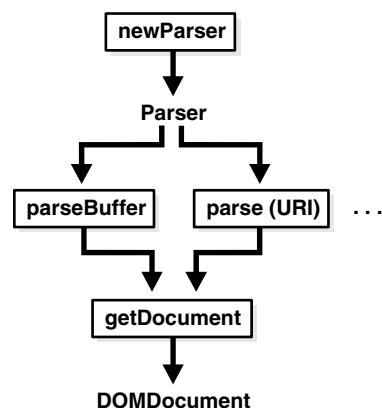 newParser
Parser
parseBuffer parse (URI) ...
getDocument
DOMDocument